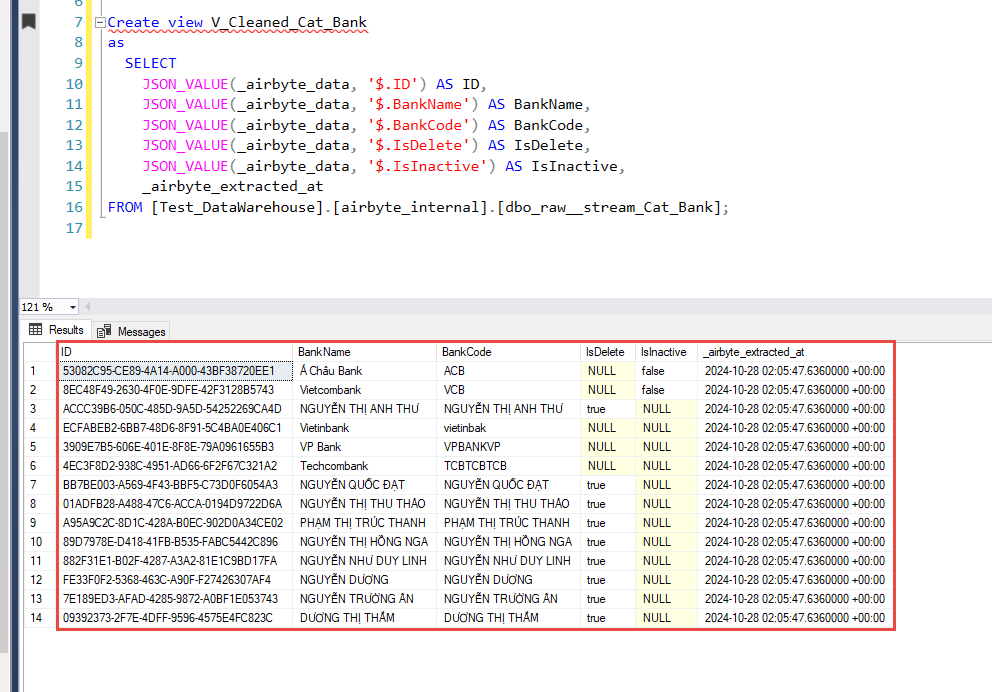 6
7 Create view V_Cleaned_Cat_Bank
8 as
9 SELECT
10 JSON_VALUE(_airbyte_data, '$.ID') AS ID,
11 JSON_VALUE(_airbyte_data, '$.BankName') AS BankName,
12 JSON_VALUE(_airbyte_data, '$.BankCode') AS BankCode,
13 JSON_VALUE(_airbyte_data, '$.IsDelete') AS IsDelete,
14 JSON_VALUE(_airbyte_data, '$.IsInactive') AS IsInactive,
15 _airbyte_extracted_at
16 FROM [Test_DataWarehouse].[airbyte_internal].[dbo_raw__stream_Cat_Bank];
17
121 %
Results Messages
ID BankName BankCode IsDelete IsInactive _airbyte_extracted_at
1 53082C95-CE89-4A14-A000-43BF38720EE1 Á Châu Bank ACB NULL false 2024-10-28 02:05:47.6360000 +00:00
2 8EC48F49-2630-4F0E-9DFE-42F3128B5743 Vietcombank VCB NULL false 2024-10-28 02:05:47.6360000 +00:00
3 ACCC39B6-050C-485D-9A5D-54252269CA4D NGUYỄN THỊ ANH THƯ NGUYỄN THỊ ANH THƯ true NULL 2024-10-28 02:05:47.6360000 +00:00
4 ECFABEB2-6BB7-48D6-8F91-5C4BA0E406C1 Vietinbank vietinbak NULL NULL 2024-10-28 02:05:47.6360000 +00:00
5 3909E7B5-606E-401E-8F8E-79A0961655B3 VP Bank VPBANKVP NULL NULL 2024-10-28 02:05:47.6360000 +00:00
6 4EC3F8D2-938C-4951-AD66-6F2F67C321A2 Techcombank TCBTCBTCB NULL NULL 2024-10-28 02:05:47.6360000 +00:00
7 BB7BE003-A569-4F43-BBF5-C73D0F6054A3 NGUYỄN QUỐC ĐẠT NGUYỄN QUỐC ĐẠT true NULL 2024-10-28 02:05:47.6360000 +00:00
8 01ADFB28-A488-47C6-ACCA-0194D9722D6A NGUYỄN THỊ THU THẢO NGUYỄN THỊ THU THẢO true NULL 2024-10-28 02:05:47.6360000 +00:00
9 A95A9C2C-8D1C-428A-B0EC-902D0A34CE02 PHẠM THỊ TRÚC THANH PHẠM THỊ TRÚC THANH true NULL 2024-10-28 02:05:47.6360000 +00:00
10 89D7978E-D418-41FB-B535-FABC5442C896 NGUYỄN THỊ HỒNG NGA NGUYỄN THỊ HỒNG NGA true NULL 2024-10-28 02:05:47.6360000 +00:00
11 882F31E1-B02F-4287-A3A2-81E1C9BD17FA NGUYỄN NHƯ DUY LINH NGUYỄN NHƯ DUY LINH true NULL 2024-10-28 02:05:47.6360000 +00:00
12 FE33F0F2-5368-463C-A90F-F27426307AF4 NGUYỄN DƯƠNG NGUYỄN DƯƠNG true NULL 2024-10-28 02:05:47.6360000 +00:00
13 7E189ED3-AFAD-4285-9872-A0BF1E053743 NGUYỄN TRƯỜNG ÂN NGUYỄN TRƯỜNG ÂN true NULL 2024-10-28 02:05:47.6360000 +00:00
14 09392373-2F7E-4DFF-9596-4575E4FC823C DƯƠNG THỊ THẮM DƯƠNG THỊ THẮM true NULL 2024-10-28 02:05:47.6360000 +00:00